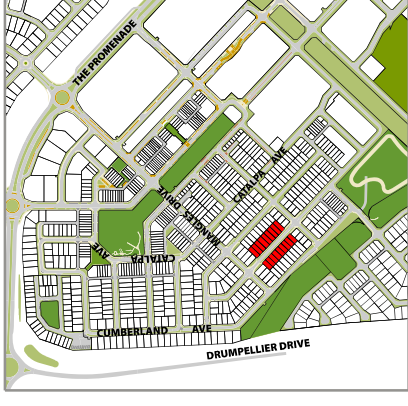 THE PROMENADE
CATALPA AVE
MANGLES DRIVE
CATALPA AVE
CUMBERLAND AVE
DRUMPELLIER DRIVE